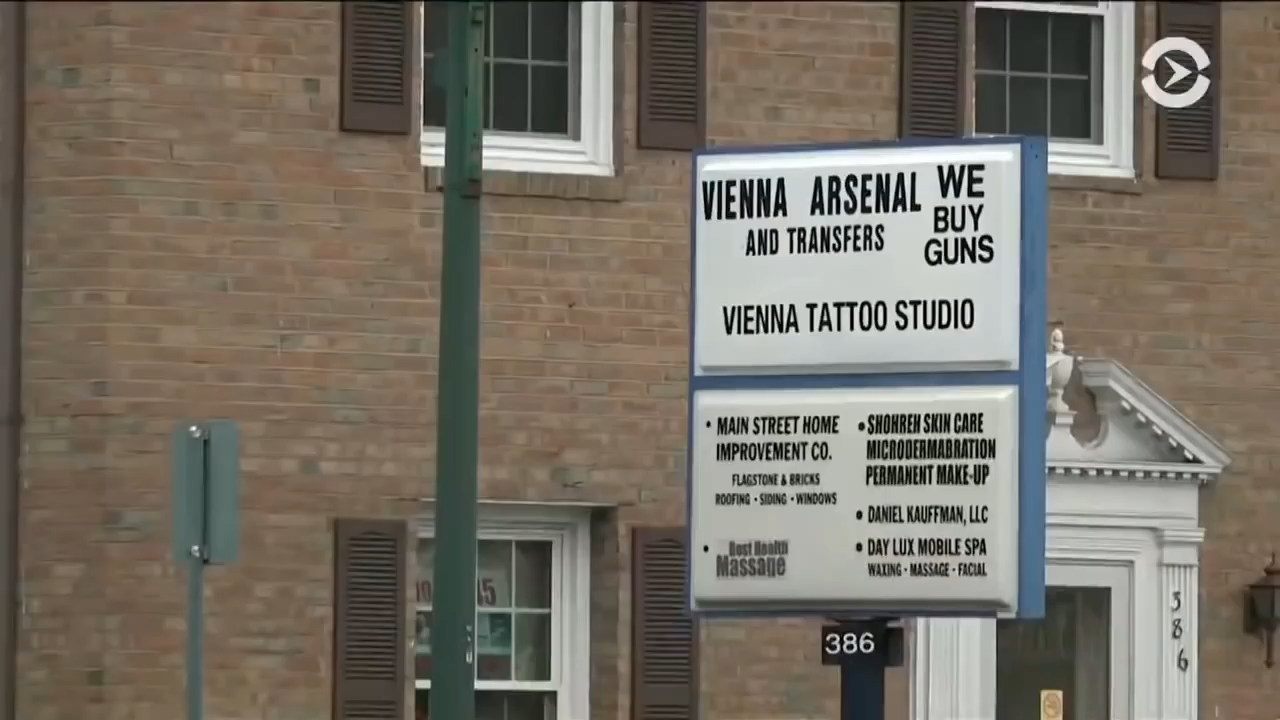 VIENNA ARSENAL
AND TRANSFERS
WE
BUY
GUNS
VIENNA TATTOO STUDIO
• MAIN STREET HOME
IMPROVEMENT CO.
FLAGSTONE & BRICKS
ROOFING - SIDING - WINDOWS
• Best Health
Massage
• SHOHREH SKIN CARE
MICRODERMABRATION
PERMANENT MAKE-UP
• DANIEL KAUFFMAN, LLC
• DAY LUX MOBILE SPA
WAXING - MASSAGE - FACIAL
386
386